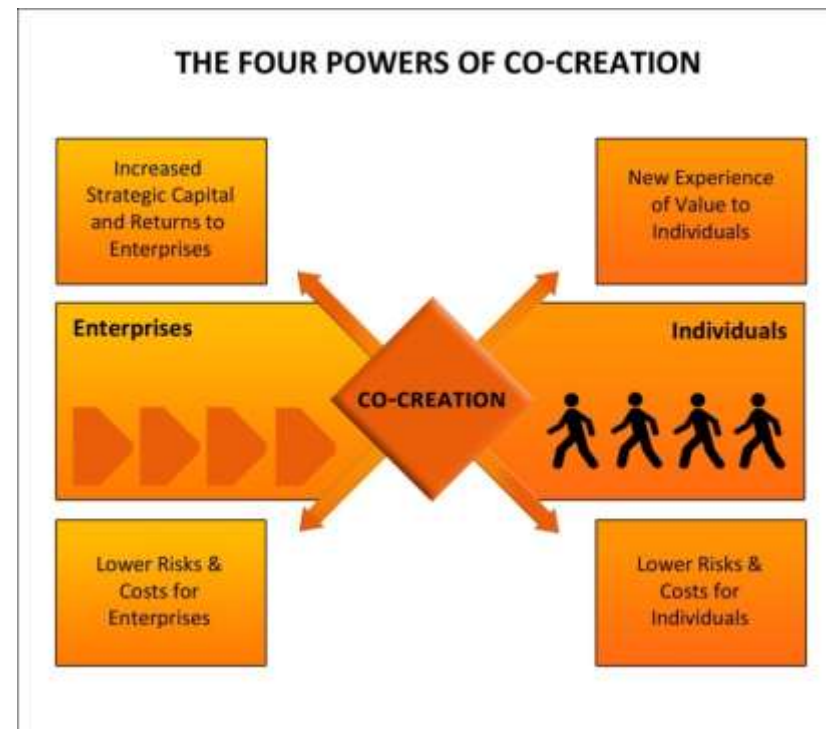 THE FOUR POWERS OF CO-CREATION
Increased
Strategic Capital
and Returns to
Enterprises
New Experience
of Value to
Individuals
Enterprises
Individuals
CO-CREATION
Lower Risks &
Costs for
Enterprises
Lower Risks &
Costs for
Individuals